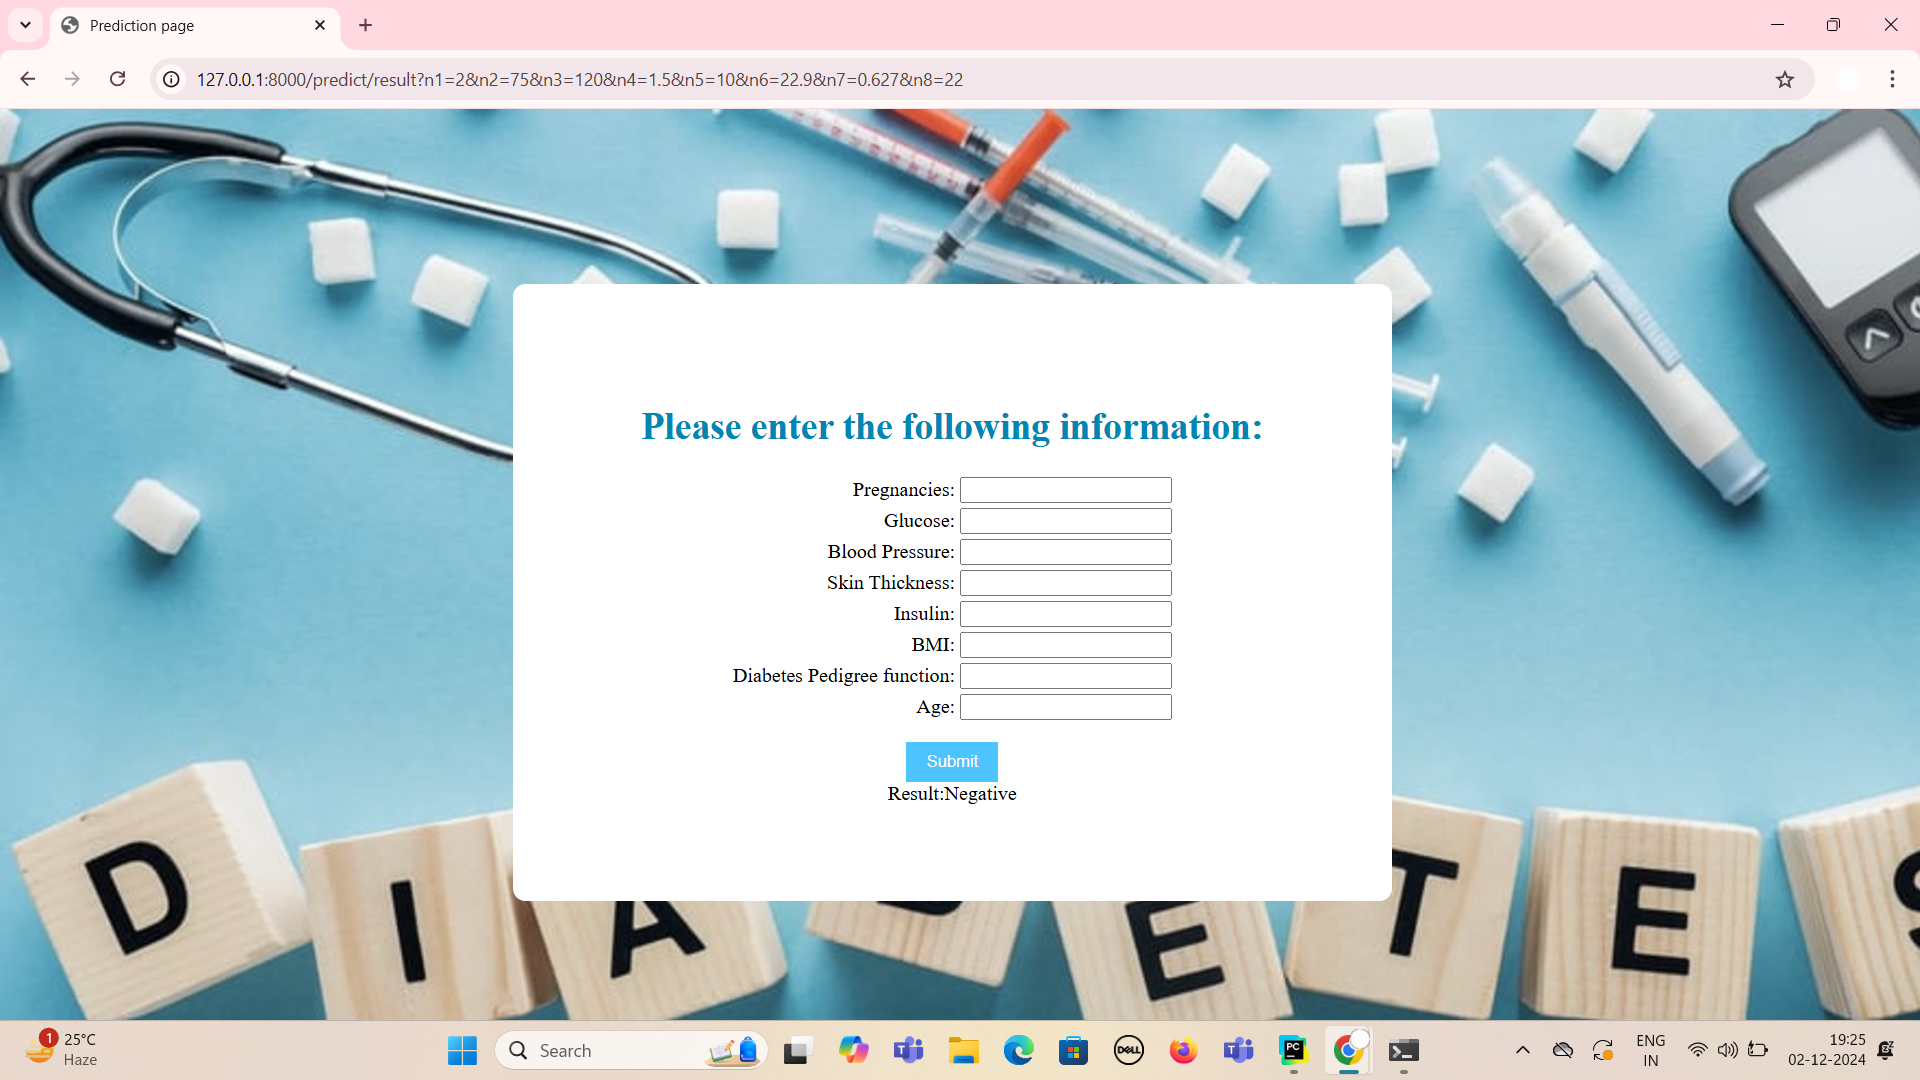 Prediction page
127.0.0.1:8000/predict/result?n1=2&n2=75&n3=120&n4=1.5&n5=10&n6=22.9&n7=0.627&n8=22
Please enter the following information:
Pregnancies:
Glucose:
Blood Pressure:
Skin Thickness:
Insulin:
BMI:
Diabetes Pedigree function:
Age:
Submit
Result:Negative
D I A B E T E S
1
25°C
Haze
Search
DELL
PC
ENG
IN
19:25
02-12-2024